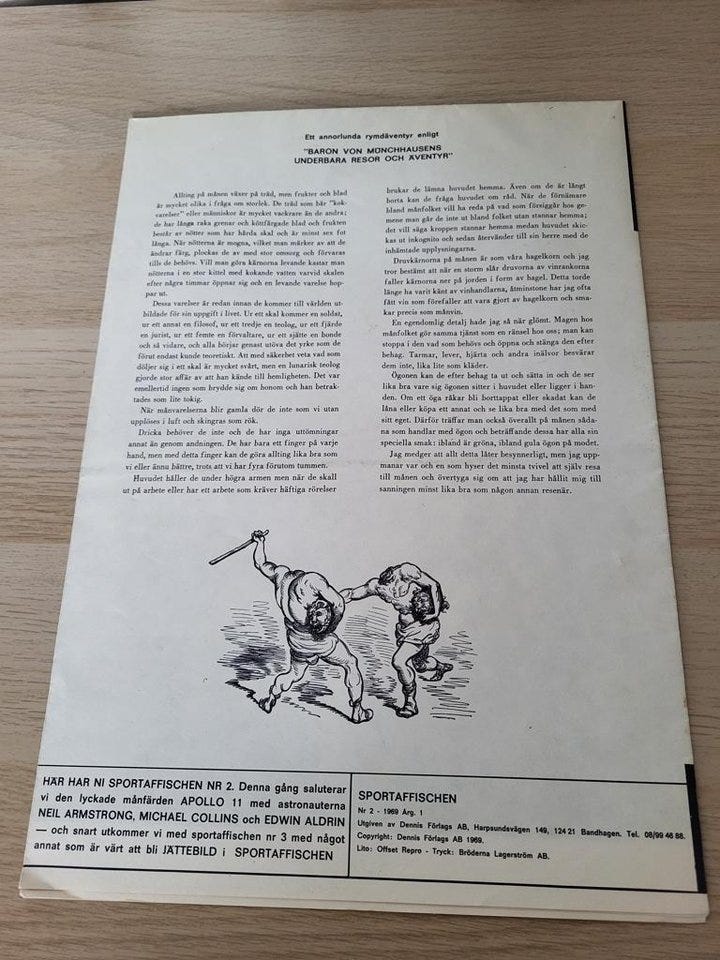 Ett annorlunda rymdäventyr enligt
"BARON VON MÜNCHHAUSENS
UNDERBARA RESOR OCH ÄVENTYR"
Allting på månen växer på träd, men frukter och blad
är mycket olika i fråga om storlek. De träd som bär "kok-
varelser" eller människor är mycket vackrare än de andra;
de har långa raka grenar och köttfärgade blad och frukten
består av nötter som har hårda skal och är minst sex fot
långa. När nötterna är mogna, vilket man märker av att de
ändrar färg, plockas de av med stor omsorg och förvaras
tills de behövs. Vill man göra kärnorna levande kastar man
nötterna i en stor kittel med kokande vatten varvid skalen
efter några timmar öppnas sig och en levande varelse hop-
par ut.
Dessa varelser är redan innan de kommer till världen ut-
bildade för sin uppgift i livet. Ur ett skal kommer en soldat,
ur ett annat en filosof, ur ett tredje en teolog, ur ett fjärde
en jurist, ur ett femte en förvaltare, ur ett sjätte en bonde
och så vidare, och alla börjar genast utöva det yrke som de
förut endast kunde teoretiskt. Att med säkerhet veta vad som
döljer sig i ett skal är mycket svårt, men en lunarisk teolog
gjorde stor affär av att han kände till hemligheten. Det var
emellertid ingen som brydde sig om honom och han betrak-
tades som lite tokig.
När månvarelserna blir gamla dör de inte som vi utan
upplöses i luft och skingras som rök.
Dricka behöver de inte och de har inga uttömningar
annat än genom andningen. De har bara ett finger på varje
hand, men med detta finger kan de göra allting lika bra som
vi eller ännu bättre, trots att vi har fyra förutom tummen.
Huvudet håller de under högra armen men när de skall
ut på arbete eller har ett arbete som kräver häftiga rörelser
brukar de lämna huvudet hemma. Även om de är långt
borta kan de fråga huvudet om råd. När de förnämare
bland månfolket vill ha reda på vad som försiggår hos ge-
mene man går de inte ut bland folket utan stannar hemma;
det vill säga kroppen stannar hemma medan huvudet skic-
kas ut inkognito och sedan återvänder till sin herre med de
inhämtade upplysningarna.
Druvkärnorna på månen är som våra hagelkorn och jag
tror bestämt att när en storm slår druvorna av vinrankorna
faller kärnorna ner på jorden i form av hagel. Detta torde
länge ha varit känt av vinhandlarna, åtminstone har jag ofta
fått vin som förefaller att vara gjort av hagelkorn och sma-
kar precis som månvin.
En egendomlig detalj hade jag så när glömt. Magen hos
månfolket gör samma tjänst som en ränsel hos oss; man kan
stoppa i den vad som behövs och öppna och stänga den efter
behag. Tarmar, lever, hjärta och andra inälvor besvärar
dem inte, lika lite som kläder.
Ögonen kan de efter behag ta ut och sätta in och de ser
lika bra vare sig ögonen sitter i huvudet eller ligger i han-
den. Om ett öga råkar bli borttappat eller skadat kan de
låna eller köpa ett annat och se lika bra med det som med
sitt eget. Därför träffar man också överallt på månen såda-
na som handlar med ögon och beträffande dessa har alla sin
speciella smak: ibland är gröna, ibland gula ögon på modet.
Jag medger att allt detta låter besynnerligt, men jag upp-
manar var och en som hyser det minsta tvivel att själv resa
till månen och övertyga sig om att jag har hållit mig till
sanningen minst lika bra som någon annan resenär.
HÄR HAR NI SPORTAFFISCHEN NR 2. Denna gång saluterar
vi den lyckade månfärden APOLLO 11 med astronauterna
NEIL ARMSTRONG, MICHAEL COLLINS och EDWIN ALDRIN
— och snart utkommer vi med sportaffischen nr 3 med något
annat som är värt att bli JÄTTEBILD i SPORTAFFISCHEN
SPORTAFFISCHEN
Nr 2 - 1969 Årg. 1
Utgiven av Dennis Förlags AB, Harpsundsvägen 149, 124 21 Bandhagen. Tel. 08/99 46 88.
Copyright: Dennis Förlags AB 1969.
Lito: Offset Repro - Tryck: Bröderna Lagerström AB.